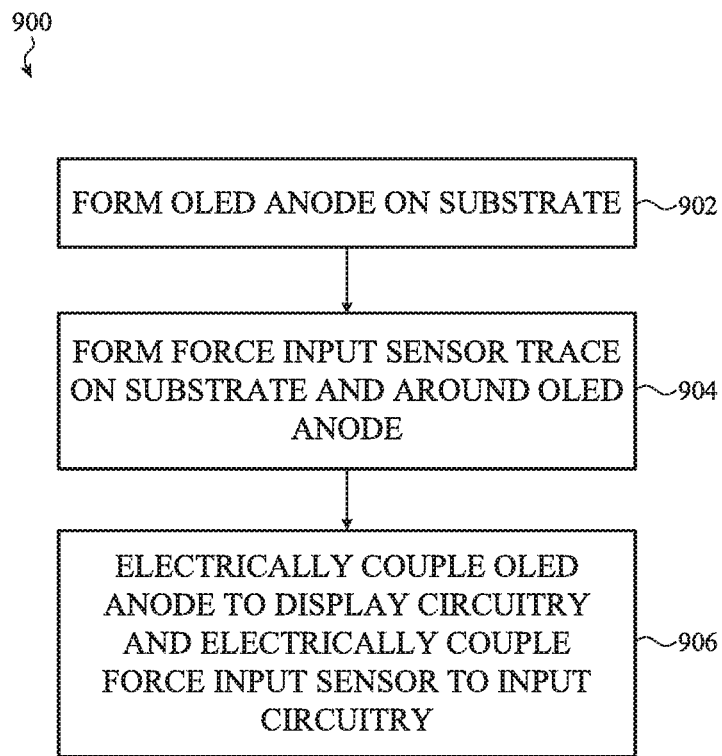 900
FORM OLED ANODE ON SUBSTRATE
902
FORM FORCE INPUT SENSOR TRACE
ON SUBSTRATE AND AROUND OLED
ANODE
904
ELECTRICALLY COUPLE OLED
ANODE TO DISPLAY CIRCUITRY
AND ELECTRICALLY COUPLE
FORCE INPUT SENSOR TO INPUT
CIRCUITRY
906